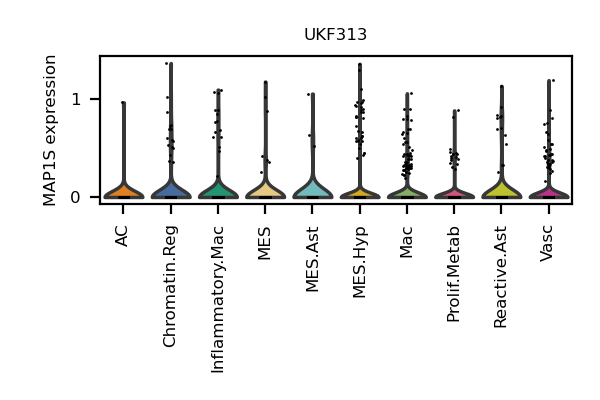 UKF313
MAP1S expression
1
0
AC
Chromatin.Reg
Inflammatory.Mac
MES
MES.Ast
MES.Hyp
Mac
Prolif.Metab
Reactive.Ast
Vasc